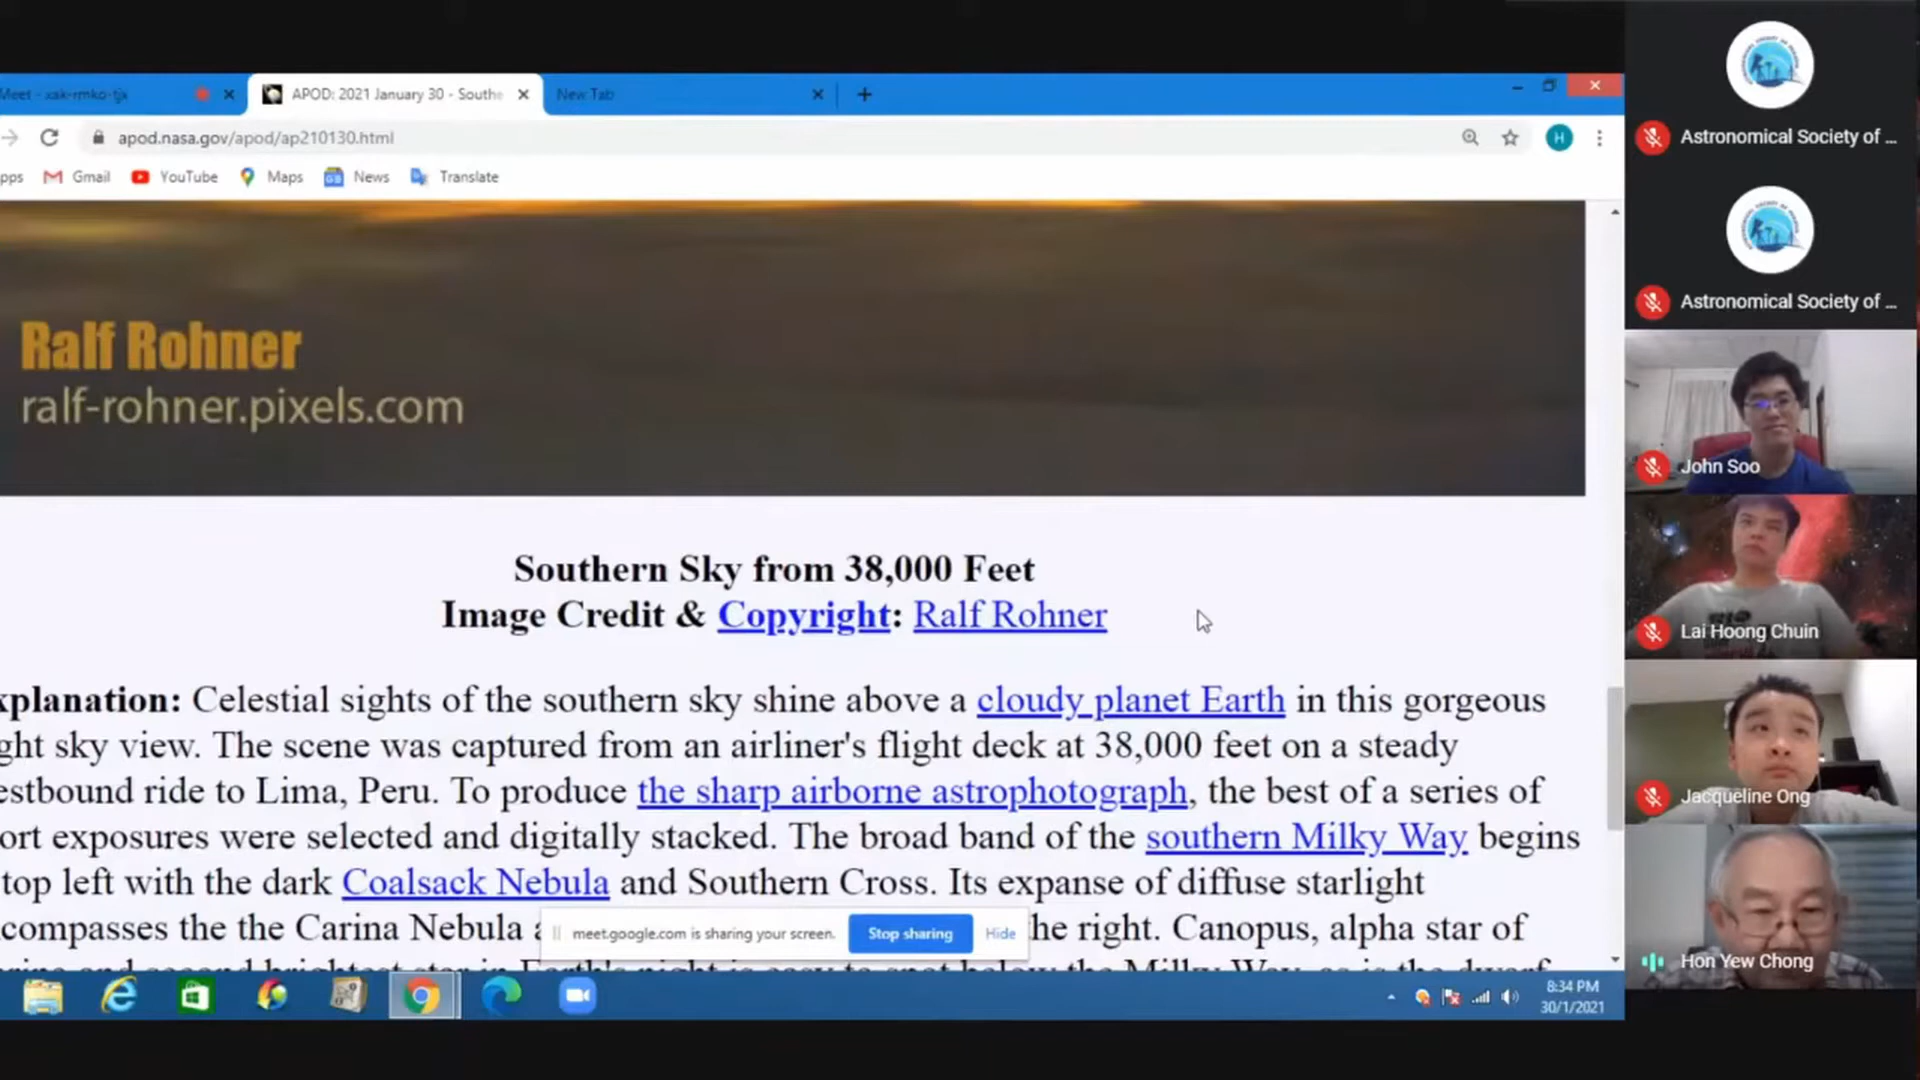 Meet - xak-rmko-tjx
APOD: 2021 January 30 - Southe
New Tab
apod.nasa.gov/apod/ap210130.html
H
pps
Gmail
YouTube
Maps
News
Translate
Ralf Rohner
ralf-rohner.pixels.com
Southern Sky from 38,000 Feet
Image Credit & Copyright: Ralf Rohner
xplanation: Celestial sights of the southern sky shine above a cloudy planet Earth in this gorgeous
ght sky view. The scene was captured from an airliner's flight deck at 38,000 feet on a steady
estbound ride to Lima, Peru. To produce the sharp airborne astrophotograph, the best of a series of
ort exposures were selected and digitally stacked. The broad band of the southern Milky Way begins
top left with the dark Coalsack Nebula and Southern Cross. Its expanse of diffuse starlight
compasses the the Carina Nebula he right. Canopus, alpha star of
meet.google.com is sharing your screen.
Stop sharing
Hide
8:34 PM
30/1/2021
Astronomical Society of ...
Astronomical Society of ...
John Soo
Lai Hoong Chuin
Jacqueline Ong
Hon Yew Chong